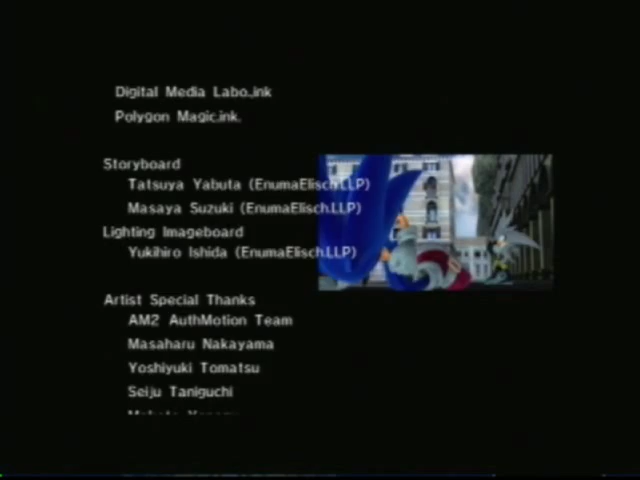 Digital Media Labo.,ink
Polygon Magic.ink.
Storyboard
Tatsuya Yabuta (EnumaElisch.LLP)
Masaya Suzuki (EnumaElisch.LLP)
Lighting Imageboard
Yukihiro Ishida (EnumaElisch.LLP)
Artist Special Thanks
AM2 AuthMotion Team
Masaharu Nakayama
Yoshiyuki Tomatsu
Seiju Taniguchi